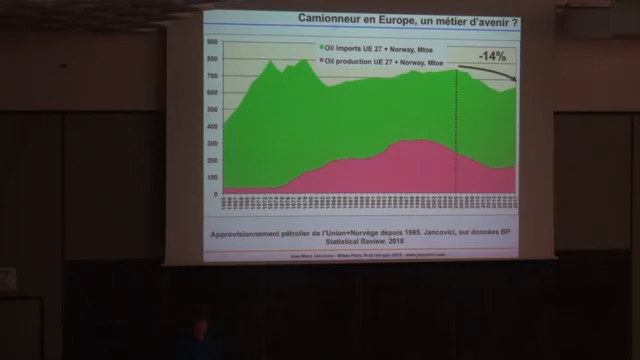 Camionneur en Europe, un métier d'avenir ?
Oil imports UE 27 + Norway, Mtoe
Oil production UE 27 + Norway, Mtoe
-14%
900
800
700
600
500
400
300
200
100
0
Approvisionnement pétrolier de l'Union+Norvège depuis 1965. Jancovici, sur données BP
Statistical Review, 2018